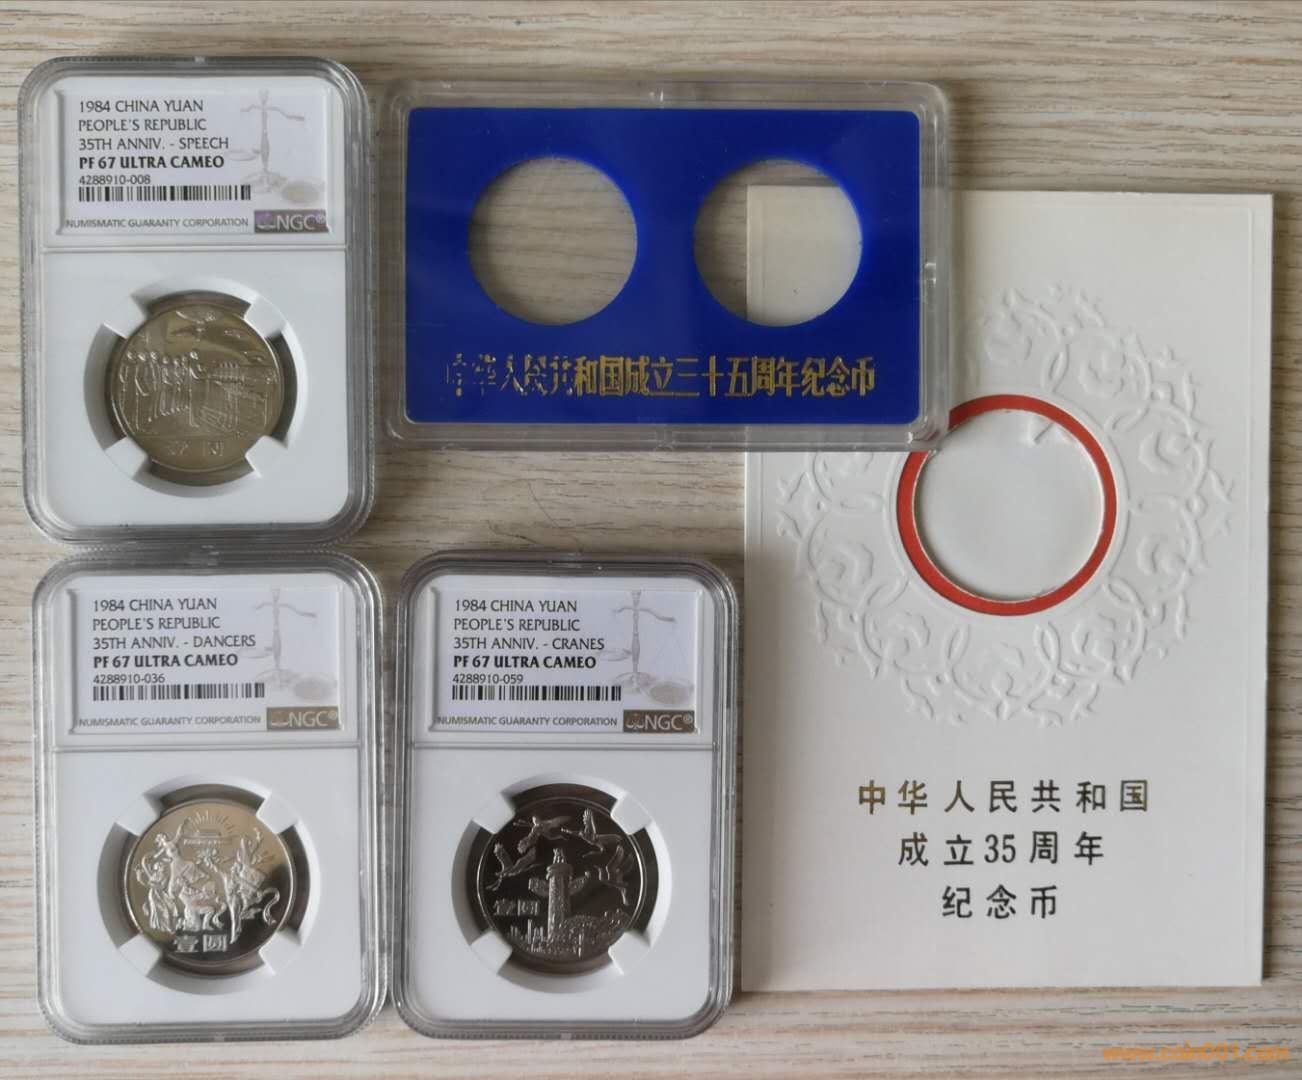 1984 CHINA YUAN
PEOPLE'S REPUBLIC
35TH ANNIV. - SPEECH
PF 67 ULTRA CAMEO
4288910-008
NUMISMATIC GUARANTY CORPORATION NGC®
壹圆
中华人民共和国成立三十五周年纪念币
1984 CHINA YUAN
PEOPLE'S REPUBLIC
35TH ANNIV. - DANCERS
PF 67 ULTRA CAMEO
4288910-036
NUMISMATIC GUARANTY CORPORATION NGC®
壹圆
1984 CHINA YUAN
PEOPLE'S REPUBLIC
35TH ANNIV. - CRANES
PF 67 ULTRA CAMEO
4288910-059
NUMISMATIC GUARANTY CORPORATION NGC®
壹圆
中华人民共和国
成立35周年
纪念币
www.coin001.com